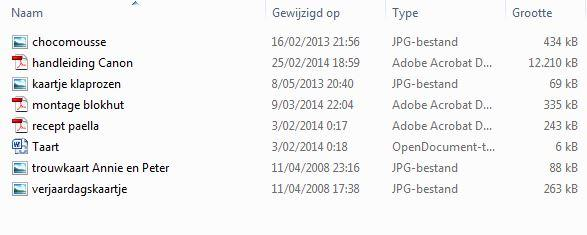 Naam Gewijzigd op Type Grootte
chocomousse 16/02/2013 21:56 JPG-bestand 434 kB
handleiding Canon 25/02/2014 18:59 Adobe Acrobat D... 12.210 kB
kaartje klaprozen 8/05/2013 20:40 JPG-bestand 69 kB
montage blokhut 9/03/2014 22:04 Adobe Acrobat D... 335 kB
recept paella 3/02/2014 0:17 Adobe Acrobat D... 243 kB
Taart 3/02/2014 0:18 OpenDocument-t... 6 kB
trouwkaart Annie en Peter 11/04/2008 23:16 JPG-bestand 88 kB
verjaardagskaartje 11/04/2008 17:38 JPG-bestand 263 kB